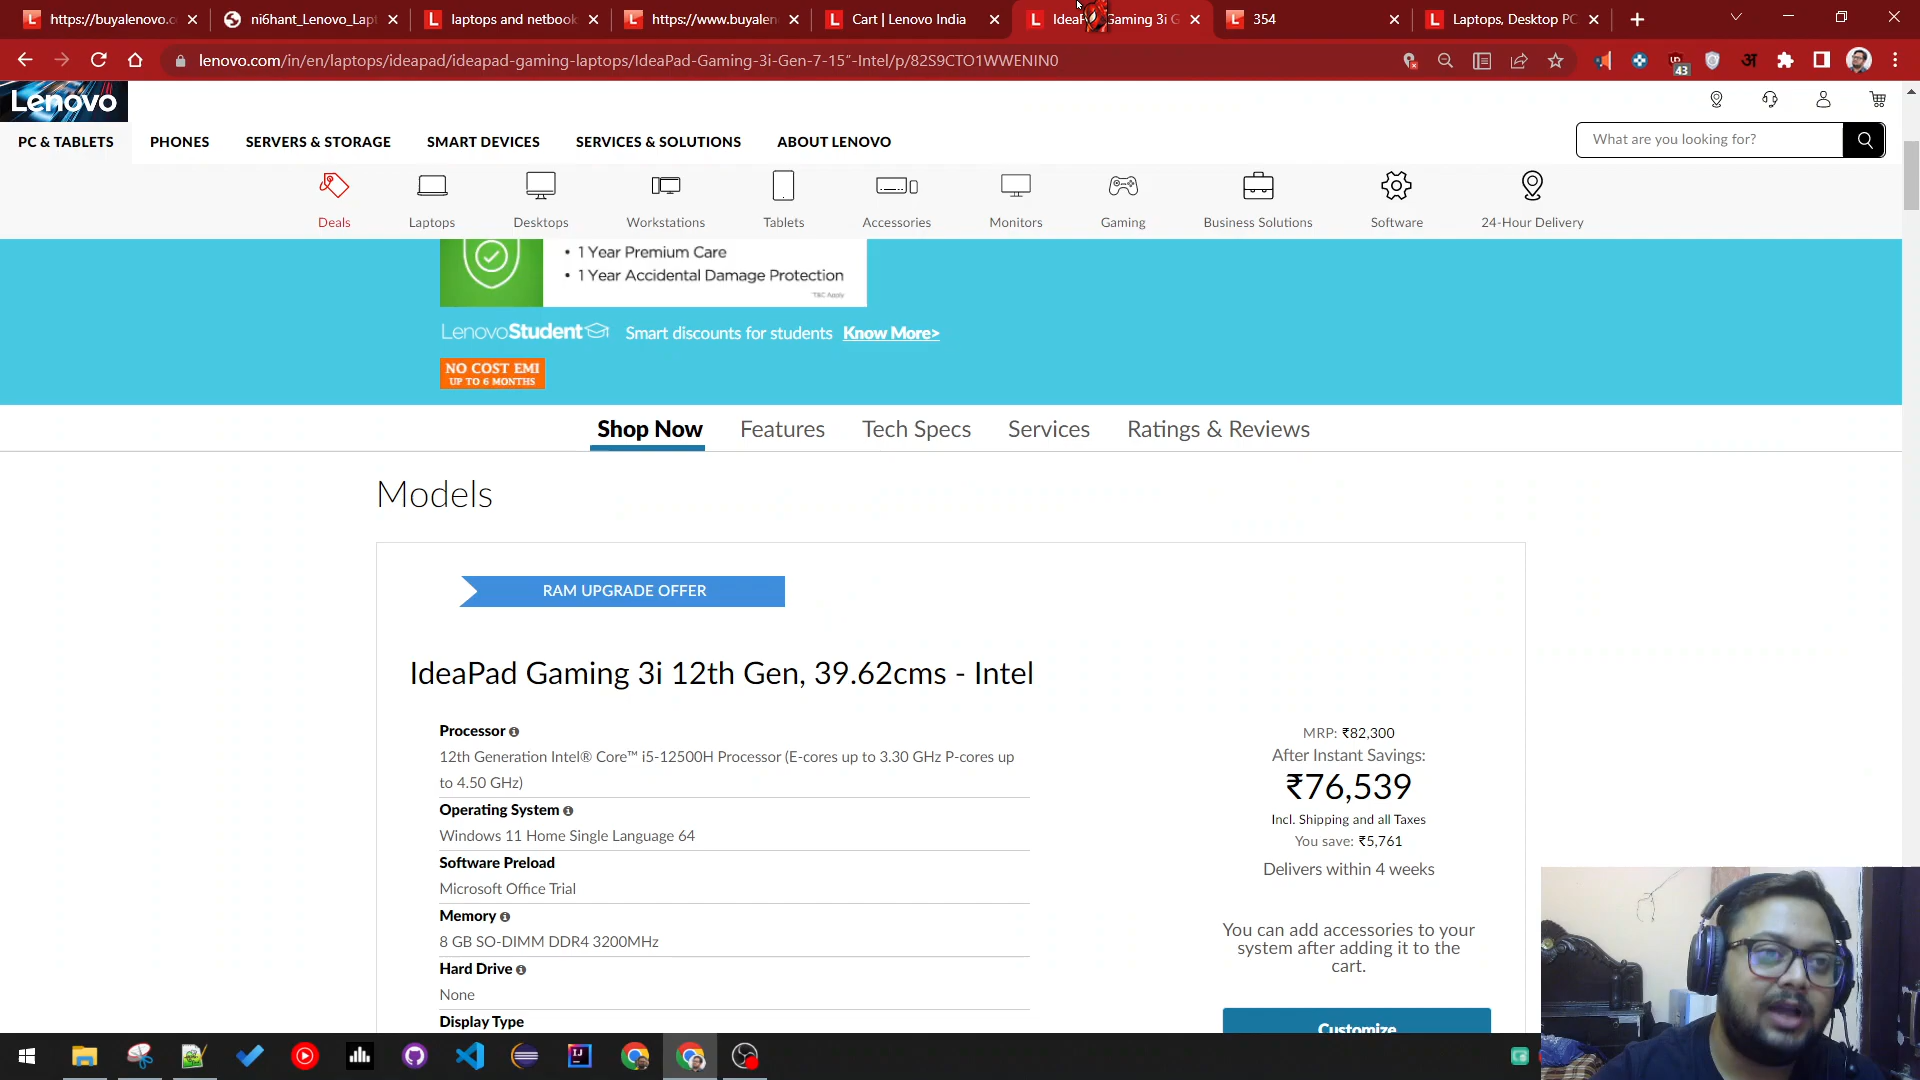 https://buyalenovo.c
ni6hant_Lenovo_Lap
laptops and netbook
https://www.buyalen
Cart | Lenovo India
Gaming 3i G
354
Laptops, Desktop PC
lenovo.com/in/en/laptops/ideapad/ideapad-gaming-laptops/IdeaPad-Gaming-3i-Gen-7-15"-Intel/p/82S9CTO1WWENIN0
43
अ
Lenovo
PC & TABLETS
PHONES
SERVERS & STORAGE
SMART DEVICES
SERVICES & SOLUTIONS
ABOUT LENOVO
What are you looking for?
Deals
Laptops
Desktops
Workstations
Tablets
Accessories
Monitors
Gaming
Business Solutions
Software
24-Hour Delivery
• 1 Year Premium Care
• 1 Year Accidental Damage Protection
*T&C Apply
LenovoStudent
Smart discounts for students Know More>
NO COST EMI
UP TO 6 MONTHS
Shop Now
Features
Tech Specs
Services
Ratings & Reviews
Models
RAM UPGRADE OFFER
IdeaPad Gaming 3i 12th Gen, 39.62cms - Intel
Processor
12th Generation Intel® Core™ i5-12500H Processor (E-cores up to 3.30 GHz P-cores up
to 4.50 GHz)
Operating System
Windows 11 Home Single Language 64
Software Preload
Microsoft Office Trial
Memory
8 GB SO-DIMM DDR4 3200MHz
Hard Drive
None
Display Type
MRP: ₹82,300
After Instant Savings:
₹76,539
Incl. Shipping and all Taxes
You save: ₹5,761
Delivers within 4 weeks
You can add accessories to your
system after adding it to the
cart.
Customize